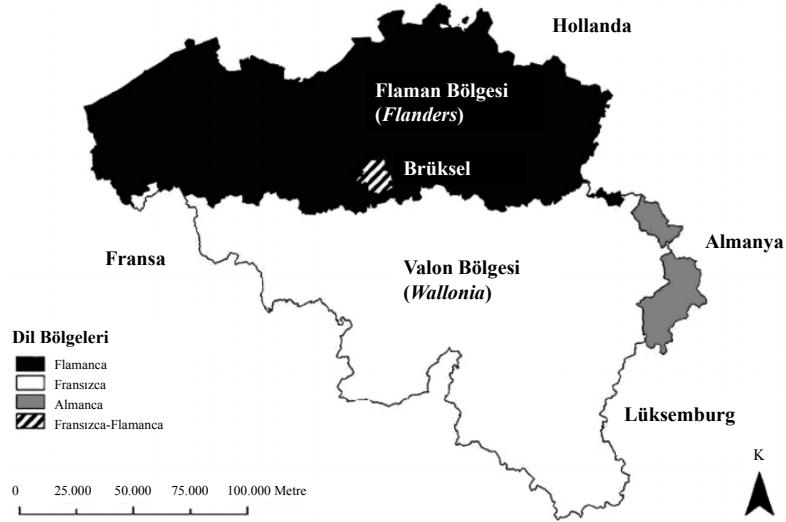 Hollanda
Flaman Bölgesi
(Flanders)
Brüksel
Fransa
Almanya
Valon Bölgesi
(Wallonia)
Dil Bölgeleri
Flamanca
Fransızca
Almanca
Fransızca-Flamanca
Lüksemburg
K
0 25.000 50.000 75.000 100.000 Metre